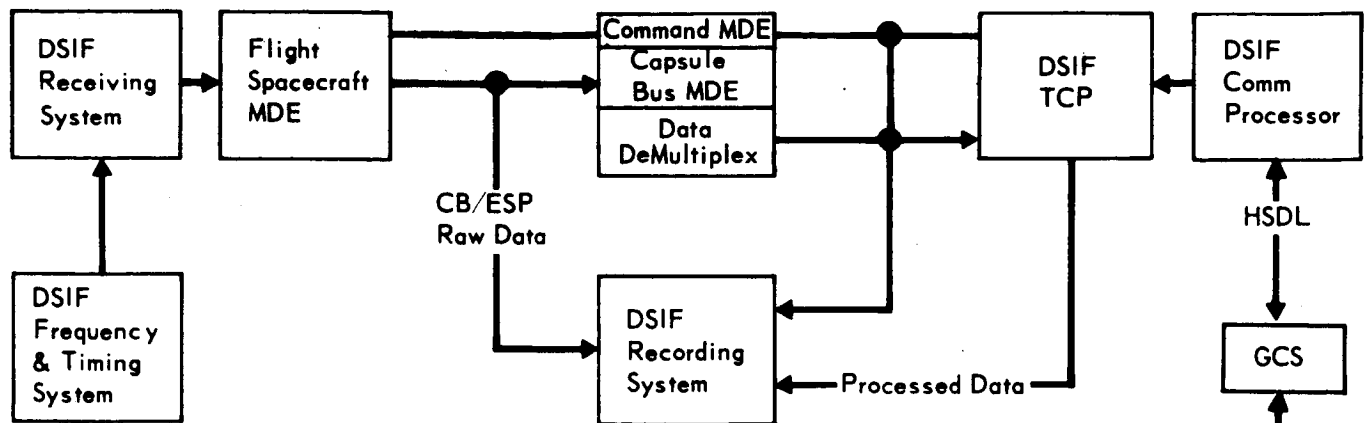 DSIF
Receiving
System
Flight
Spacecraft
MDE
Command MDE
Capsule
Bus MDE
Data
DeMultiplex
DSIF
TCP
DSIF
Comm
Processor
CB/ESP
Raw Data
HSDL
DSIF
Frequency
& Timing
System
DSIF
Recording
System
Processed Data
GCS